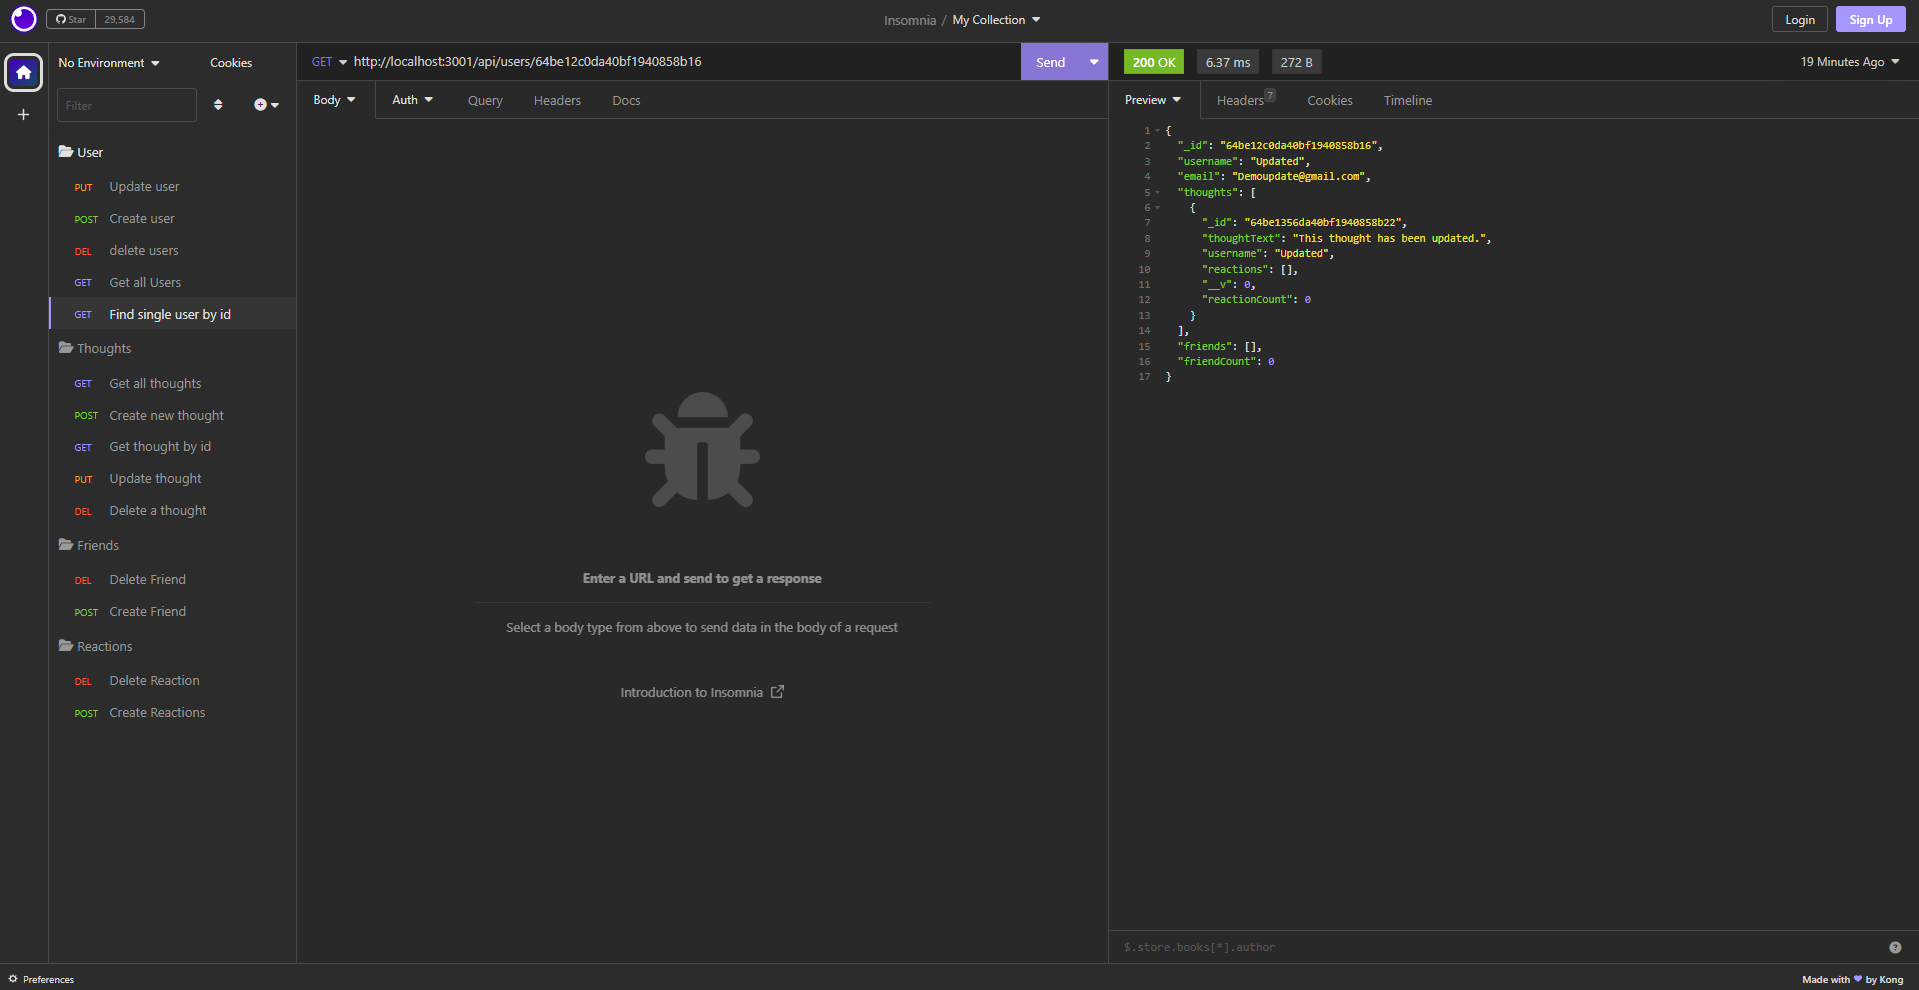 Star 29,584
Insomnia / My Collection
Login
Sign Up
No Environment
Cookies
Filter
User
PUT Update user
POST Create user
DEL delete users
GET Get all Users
GET Find single user by id
Thoughts
GET Get all thoughts
POST Create new thought
GET Get thought by id
PUT Update thought
DEL Delete a thought
Friends
DEL Delete Friend
POST Create Friend
Reactions
DEL Delete Reaction
POST Create Reactions
GET http://localhost:3001/api/users/64be12c0da40bf1940858b16
Send
Body Auth Query Headers Docs
Enter a URL and send to get a response
Select a body type from above to send data in the body of a request
Introduction to Insomnia
200 OK 6.37 ms 272 B
19 Minutes Ago
Preview Headers 7 Cookies Timeline
1 {
2 "_id": "64be12c0da40bf1940858b16",
3 "username": "Updated",
4 "email": "Demoupdate@gmail.com",
5 "thoughts": [
6 {
7 "_id": "64be1356da40bf1940858b22",
8 "thoughtText": "This thought has been updated.",
9 "username": "Updated",
10 "reactions": [],
11 "__v": 0,
12 "reactionCount": 0
13 }
14 ],
15 "friends": [],
16 "friendCount": 0
17 }
$.store.books[*].author
?
Preferences
Made with ❤ by Kong